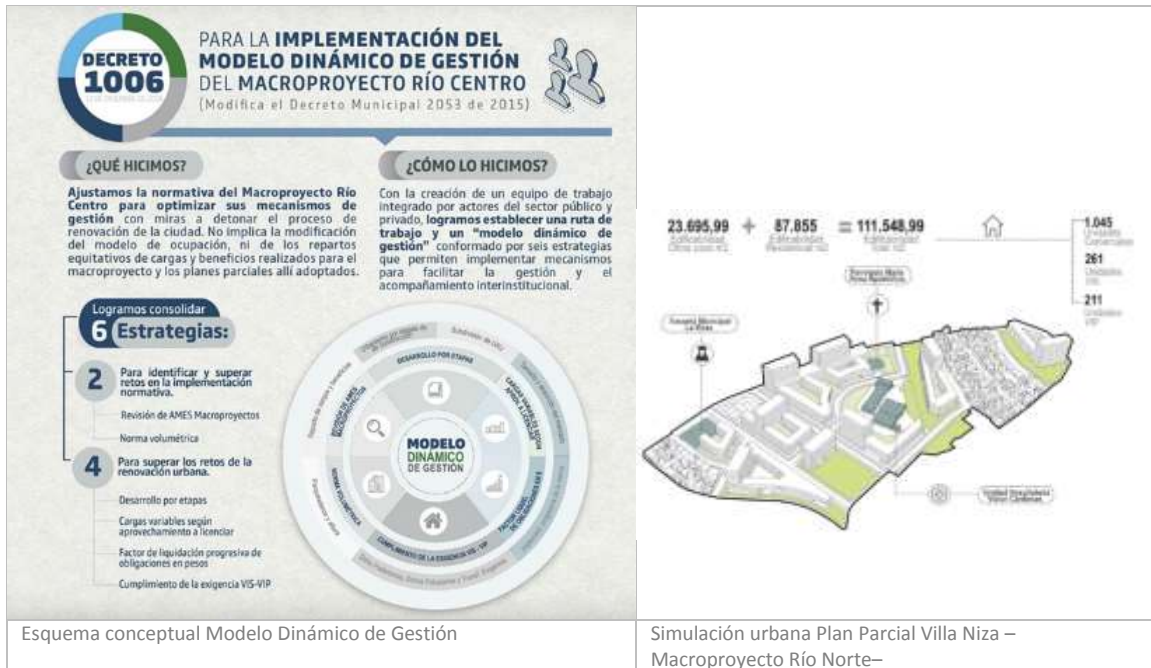 DECRETO
1006
PARA LA IMPLEMENTACIÓN DEL
MODELO DINÁMICO DE GESTIÓN
DEL MACROPROYECTO RÍO CENTRO
(Modifica el Decreto Municipal 2053 de 2015)
¿QUÉ HICIMOS?
Ajustamos la normativa del Macroproyecto Río
Centro para optimizar sus mecanismos de
gestión con miras a detonar el proceso de
renovación de la ciudad. No implica la modificación
del modelo de ocupación, ni de los repartos
equitativos de cargas y beneficios realizados para el
macroproyecto y los planes parciales allí adoptados.
¿CÓMO LO HICIMOS?
Con la creación de un equipo de trabajo
integrado por actores del sector público y
privado, logramos establecer una ruta de
trabajo y un "modelo dinámico de
gestión" conformado por seis estrategias
que permiten implementar mecanismos
para facilitar la gestión y el
acompañamiento interinstitucional.
Logramos consolidar
6 Estrategias:
2
Para identificar y superar
retos en la implementación
normativa.
Revisión de AMES Macroproyectos
Norma volumétrica
4
Para superar los retos de la
renovación urbana.
Desarrollo por etapas
Cargas variables según
aprovechamiento a licenciar
Factor de liquidación progresiva de
obligaciones en pesos
Cumplimiento de la exigencia VIS-VIP
MODELO
DINÁMICO
DE GESTIÓN
DESARROLLO POR ETAPAS
CARGAS VARIABLES SEGÚN
APROV. A LICENCIAR
CUMPLIMIENTO DE LA EXIGENCIA VIS - VIP
NORMA VOLUMÉTRICA
REVISIÓN DE AMES
MACROPROYECTOS
23.695,99 + 87.855 = 111.548,99
1.045
261
211
Esquema conceptual Modelo Dinámico de Gestión
Simulación urbana Plan Parcial Villa Niza –
Macroproyecto Río Norte–